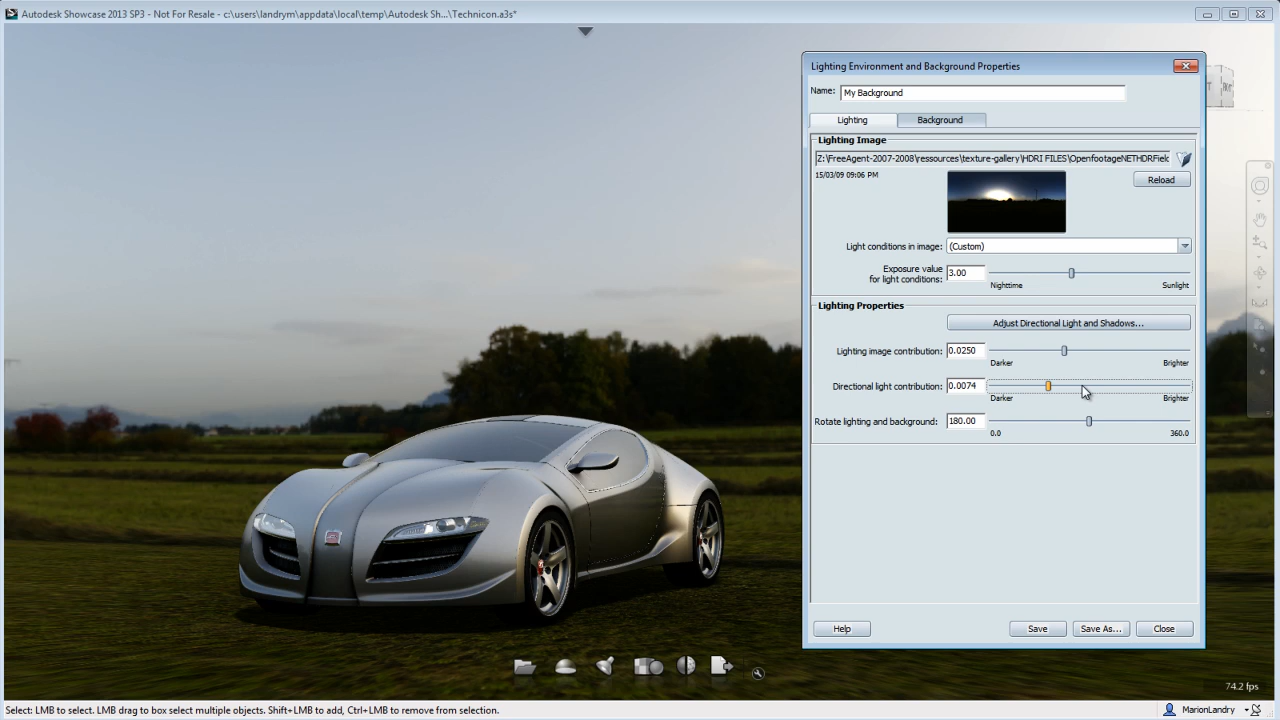 Autodesk Showcase 2013 SP3 - Not For Resale - c:\users\landrym\appdata\local\temp\Autodesk Sh...\Technicon.a3s*
Lighting Environment and Background Properties
Name: My Background
Lighting Background
Lighting Image
Z:\FreeAgent-2007-2008\ressources\texture-gallery\HDRI FILES\OpenfootageNETHDRFiek
15/03/09 09:06 PM
Reload
Light conditions in image: (Custom)
Exposure value
for light conditions: 3.00
Nighttime Sunlight
Lighting Properties
Adjust Directional Light and Shadows...
Lighting image contribution: 0.0250
Darker Brighter
Directional light contribution: 0.0074
Darker Brighter
Rotate lighting and background: 180.00
0.0 360.0
Help Save Save As... Close
74.2 fps
Select: LMB to select. LMB drag to box select multiple objects. Shift+LMB to add, Ctrl+LMB to remove from selection.
MarionLandry